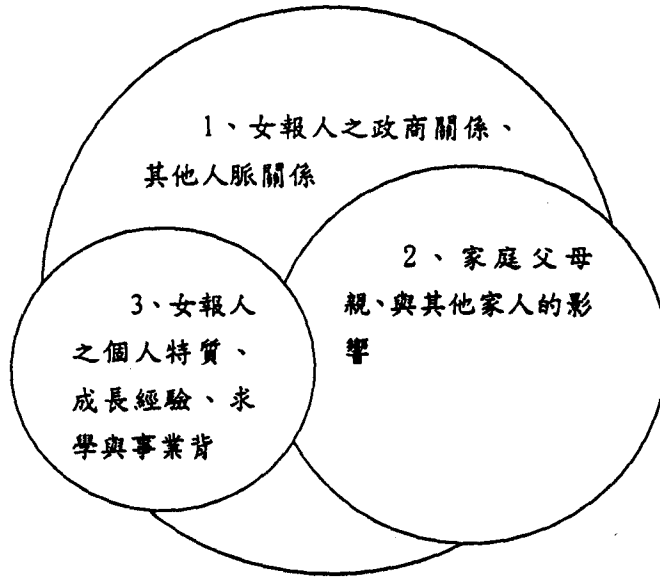 1、女報人之政商關係、
其他人脈關係
2、家庭父母
親、與其他家人的影
響
3、女報人
之個人特質、
成長經驗、求
學與事業背